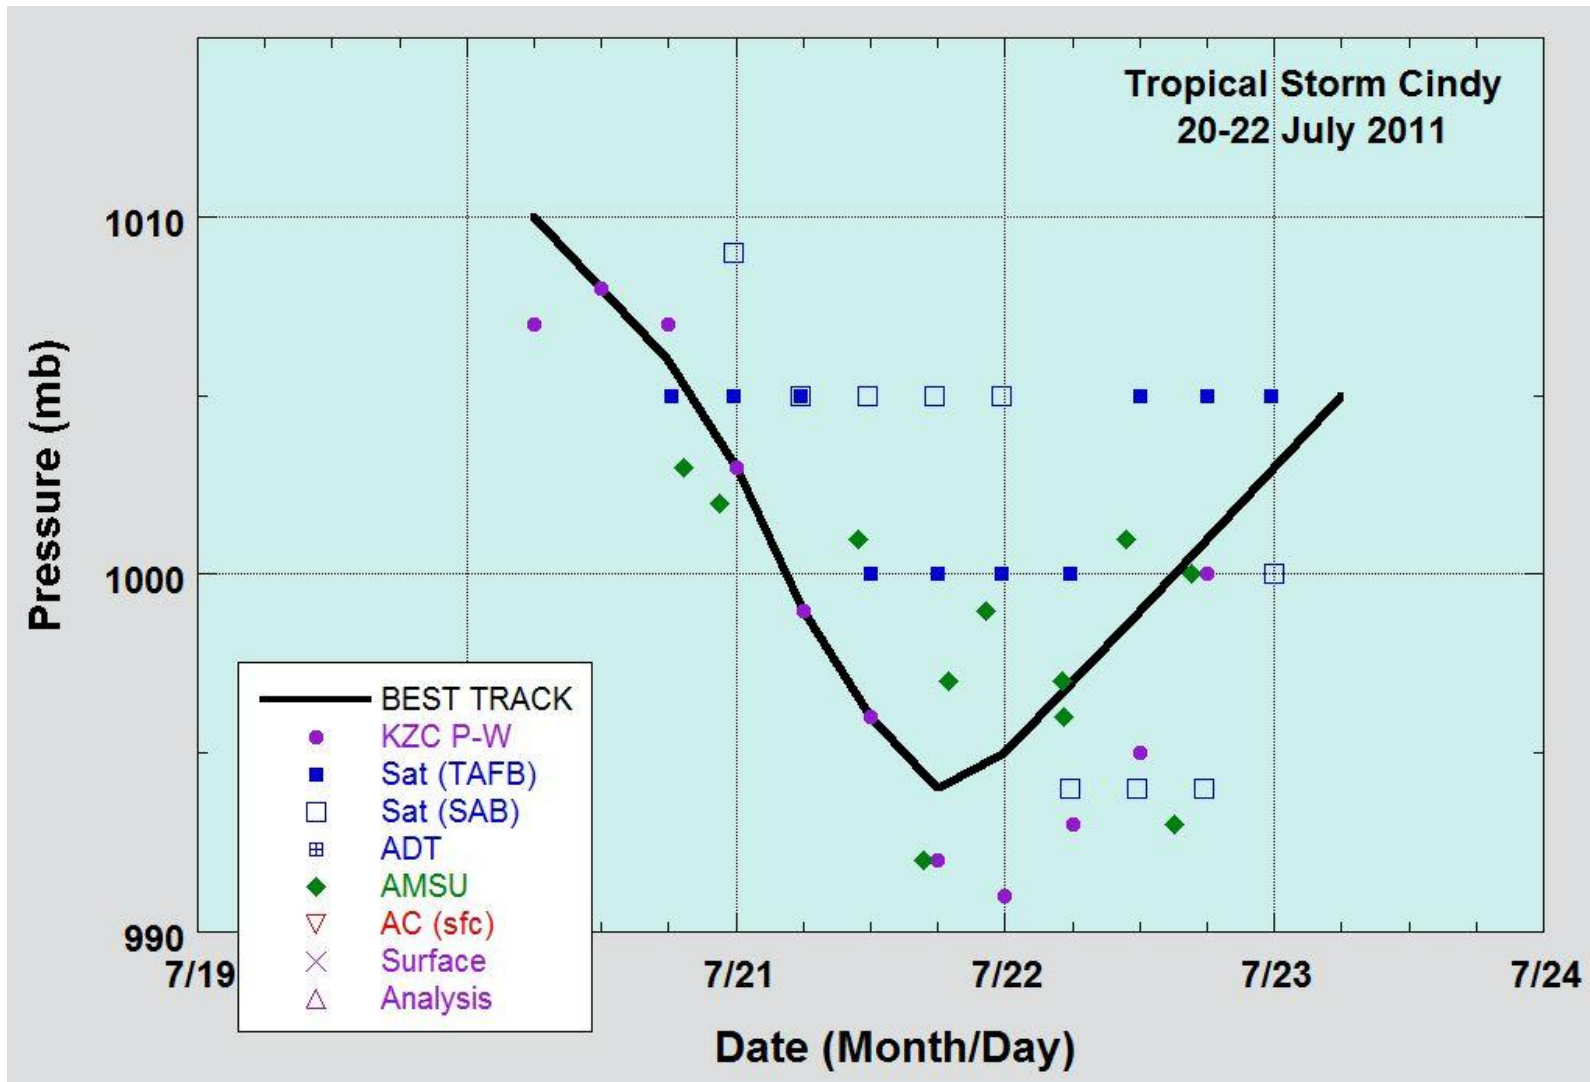 Tropical Storm Cindy
20-22 July 2011
1010
1000
990
Pressure (mb)
BEST TRACK
KZC P-W
Sat (TAFB)
Sat (SAB)
ADT
AMSU
AC (sfc)
Surface
Analysis
7/19
7/21
7/22
7/23
7/24
Date (Month/Day)